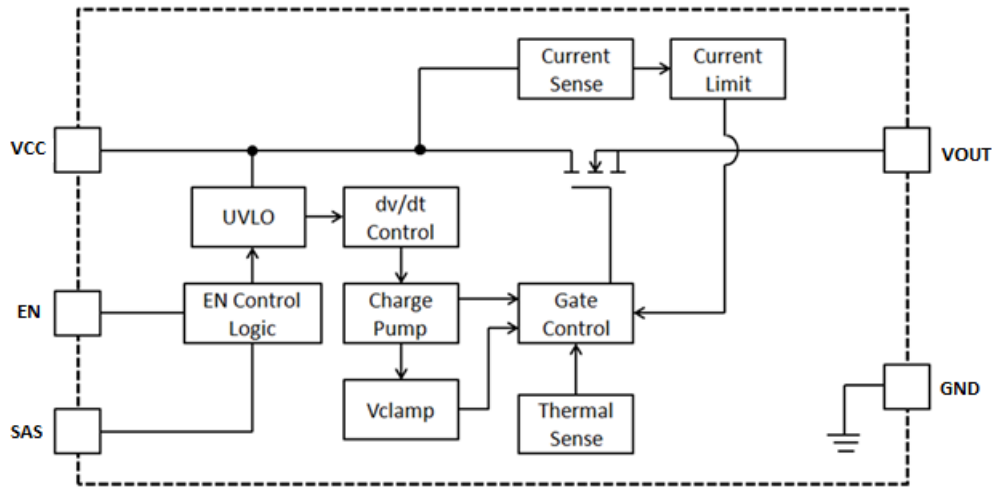 Current
Sense
Current
Limit
VCC
VOUT
UVLO
dv/dt
Control
EN
EN Control
Logic
Charge
Pump
Gate
Control
GND
SAS
Vclamp
Thermal
Sense